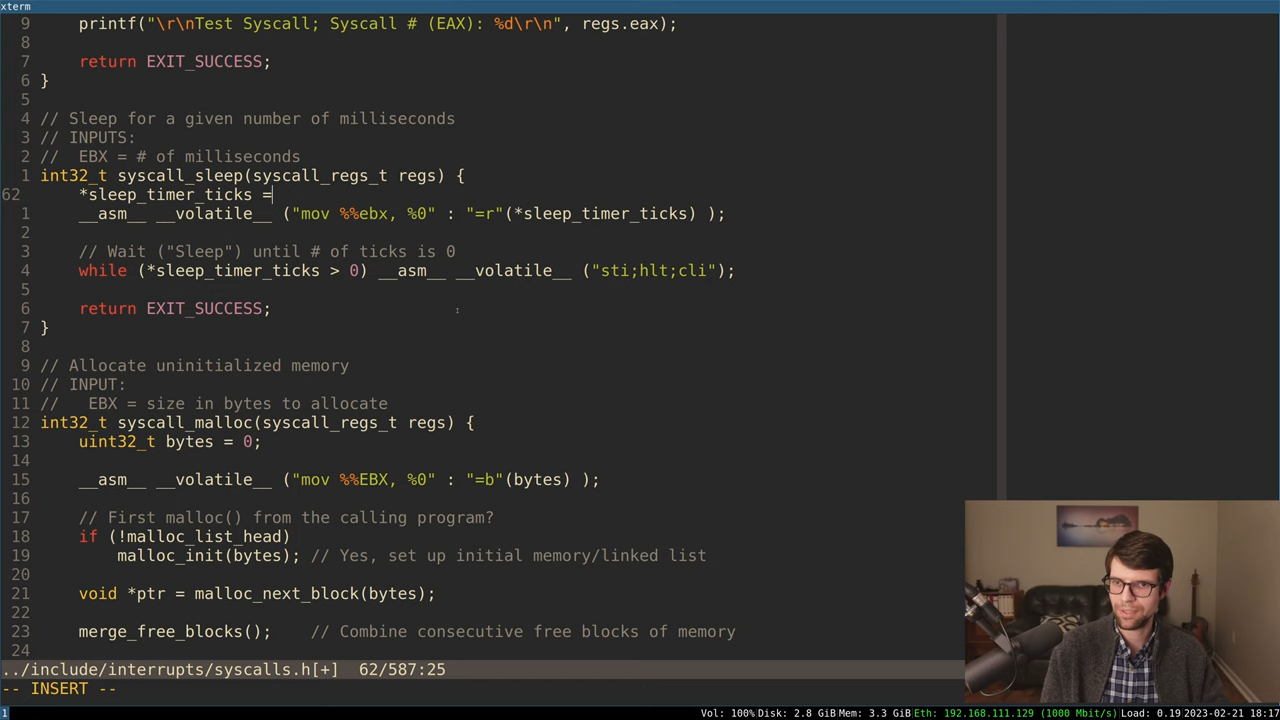 xterm
9 printf("\r\nTest Syscall; Syscall # (EAX): %d\r\n", regs.eax);
8
7 return EXIT_SUCCESS;
6 }
5
4 // Sleep for a given number of milliseconds
3 // INPUTS:
2 //  EBX = # of milliseconds
1 int32_t syscall_sleep(syscall_regs_t regs) {
62 *sleep_timer_ticks =
1 __asm__ __volatile__ ("mov %%ebx, %0" : "=r"(*sleep_timer_ticks) );
2
3 // Wait ("Sleep") until # of ticks is 0
4 while (*sleep_timer_ticks > 0) __asm__ __volatile__ ("sti;hlt;cli");
5
6 return EXIT_SUCCESS;
7 }
8
9 // Allocate uninitialized memory
10 // INPUT:
11 //   EBX = size in bytes to allocate
12 int32_t syscall_malloc(syscall_regs_t regs) {
13 uint32_t bytes = 0;
14
15 __asm__ __volatile__ ("mov %%EBX, %0" : "=b"(bytes) );
16
17 // First malloc() from the calling program?
18 if (!malloc_list_head)
19 malloc_init(bytes); // Yes, set up initial memory/linked list
20
21 void *ptr = malloc_next_block(bytes);
22
23 merge_free_blocks();    // Combine consecutive free blocks of memory
24
../include/interrupts/syscalls.h[+]  62/587:25
-- INSERT --
1 Vol: 100% Disk: 2.8 GiB Mem: 3.3 GiB Eth: 192.168.111.129 (1000 Mbit/s) Load: 0.19 2023-02-21 18:17